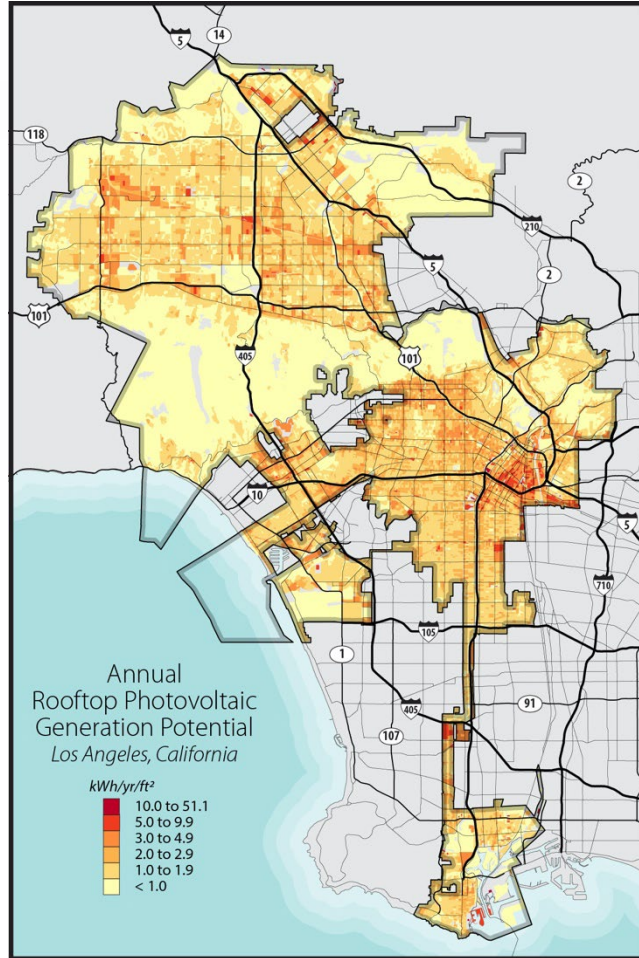 5
14
118
2
210
5
2
101
405
101
10
5
710
105
1
405
91
107
Annual
Rooftop Photovoltaic
Generation Potential
Los Angeles, California
kWh/yr/ft²
10.0 to 51.1
5.0 to 9.9
3.0 to 4.9
2.0 to 2.9
1.0 to 1.9
< 1.0